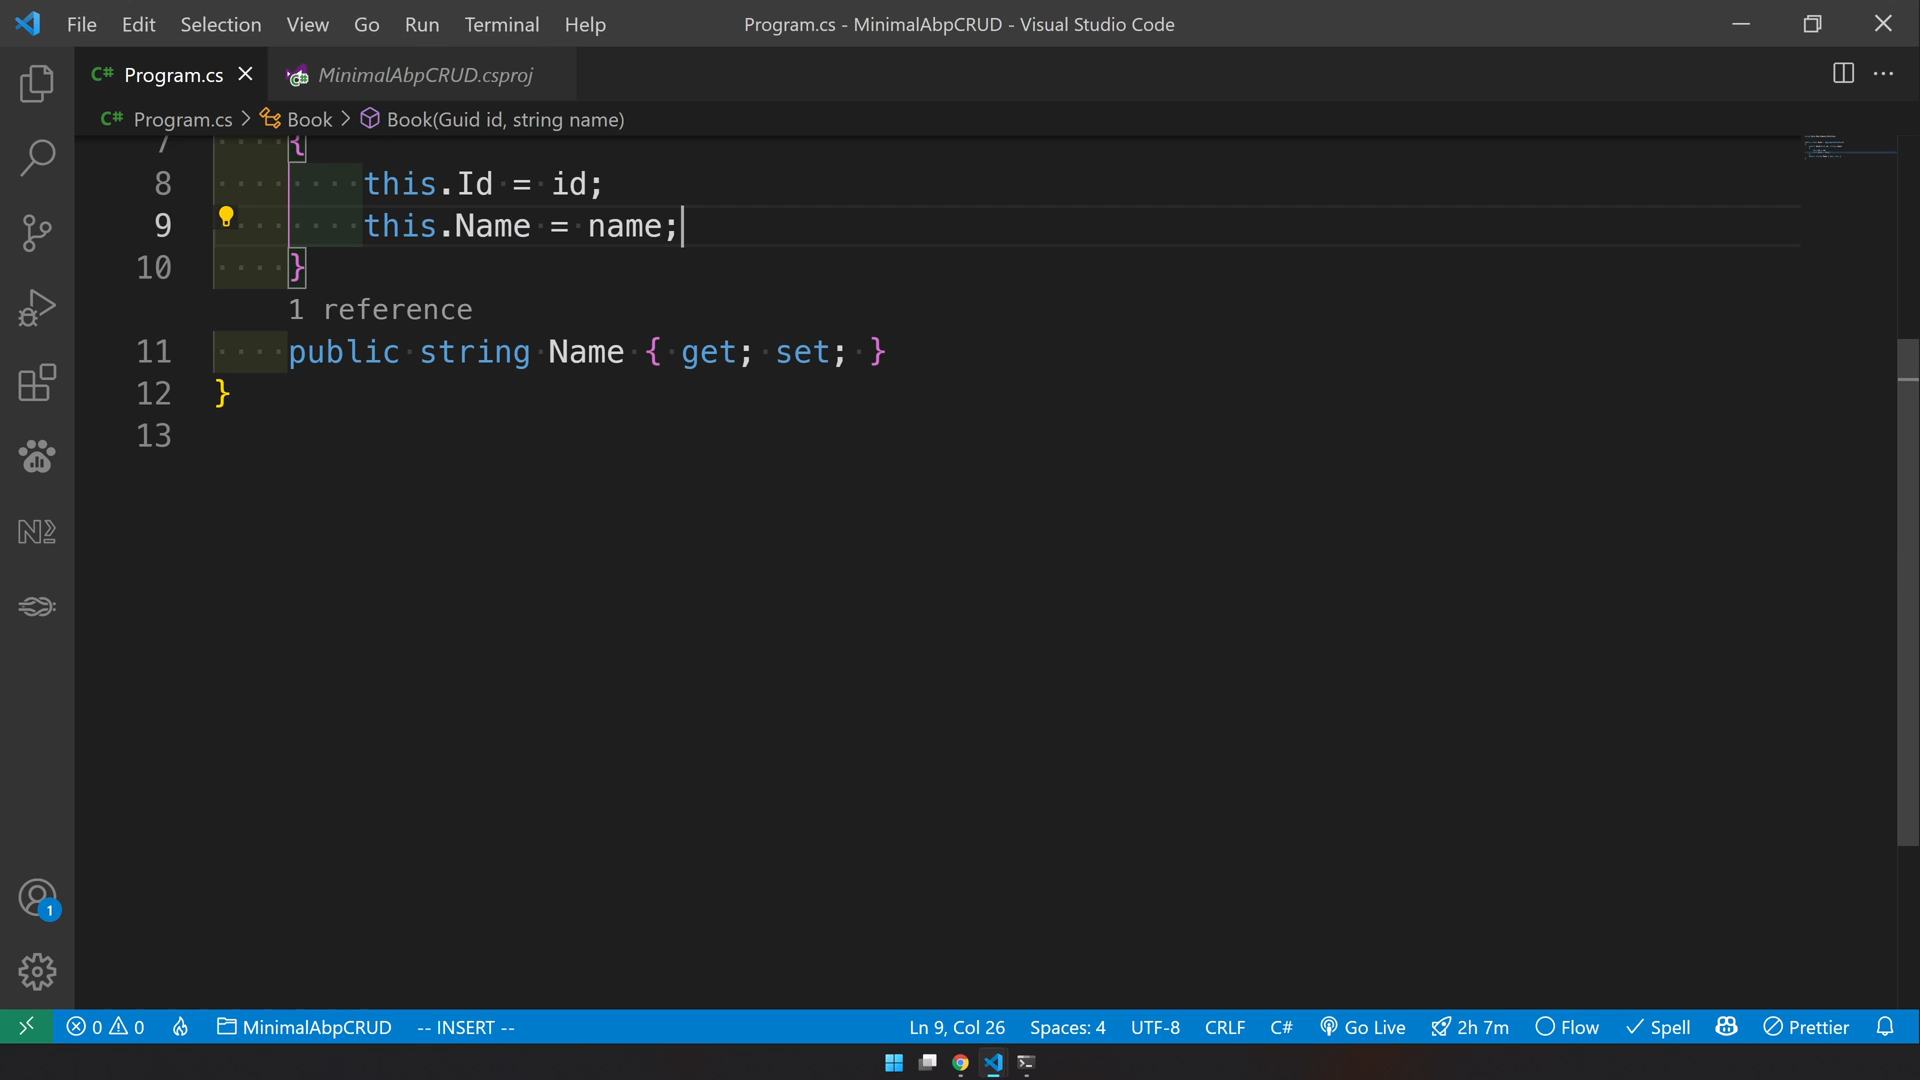 File Edit Selection View Go Run Terminal Help Program.cs - MinimalAbpCRUD - Visual Studio Code
C# Program.cs MinimalAbpCRUD.csproj
C# Program.cs > Book > Book(Guid id, string name)
7 {
8 this.Id = id;
9 this.Name = name;
10 }
1 reference
11 public string Name { get; set; }
12 }
13
1
0 0 MinimalAbpCRUD -- INSERT -- Ln 9, Col 26 Spaces: 4 UTF-8 CRLF C# Go Live 2h 7m Flow Spell Prettier